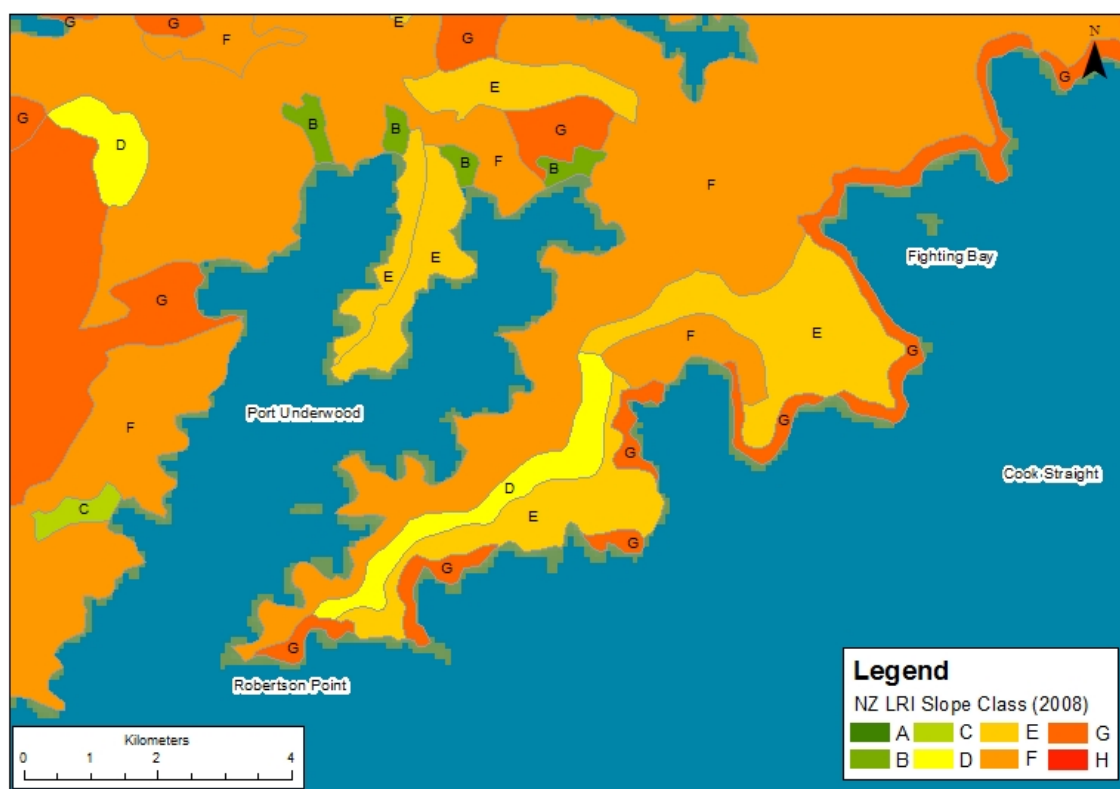 G
G
E
F
G
N
G
E
G
B
B
G
D
B
F
B
F
Fighting Bay
E
E
G
E
F
G
Port Underwood
G
F
G
Cook Straight
D
C
E
G
G
G
Robertson Point
Legend
NZ LRI Slope Class (2008)
A C E G
B D F H
Kilometers
0 1 2 4